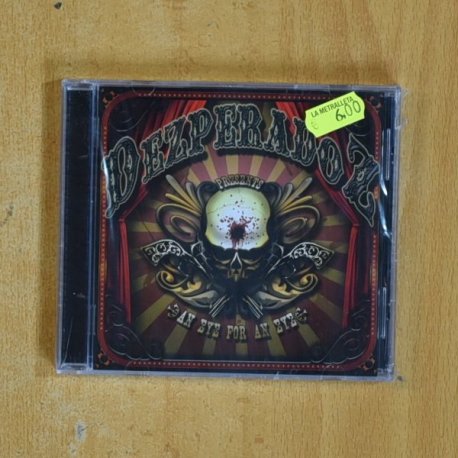 LA METRALLETA
€ 6.00
DEZPERADOZ
PRESENTS
AN EYE FOR AN EYE